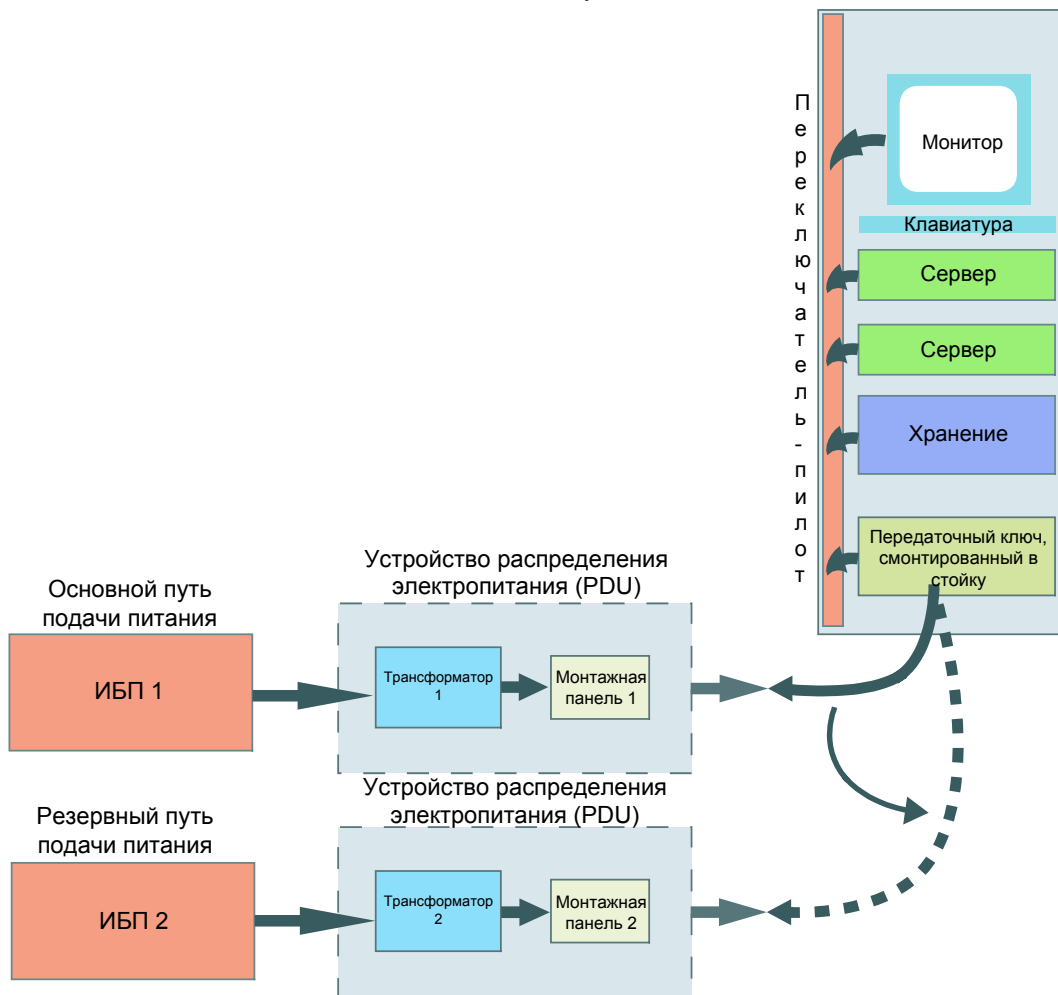 Переключатель-пилот
Монитор
Клавиатура
Сервер
Сервер
Хранение
Передаточный ключ,
смонтированный в
стойку
Основной путь
подачи питания
ИБП 1
Устройство распределения
электропитания (PDU)
Трансформатор
1
Монтажная
панель 1
Резервный путь
подачи питания
ИБП 2
Устройство распределения
электропитания (PDU)
Трансформатор
2
Монтажная
панель 2